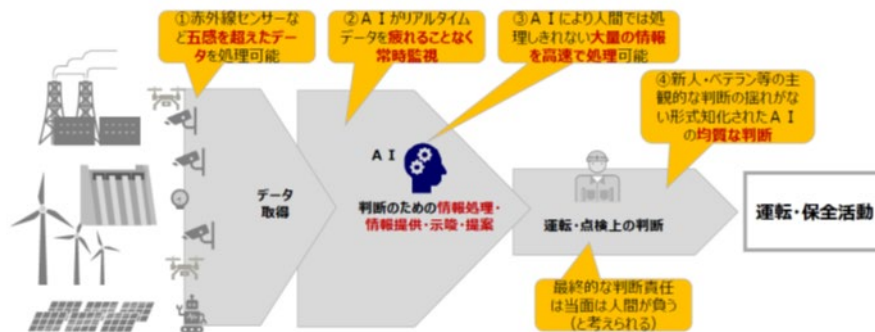 ①赤外線センサーな
ど五感を超えたデー
タを処理可能
②ＡＩがリアルタイム
データを疲れることなく
常時監視
③ＡＩにより人間では処
理しきれない大量の情報
を高速で処理可能
④新人・ベテラン等の主
観的な判断の揺れがな
い形式知化されたＡＩ
の均質な判断
データ
取得
ＡＩ
判断のための情報処理・
情報提供・示唆・提案
運転・点検上の判断
運転・保全活動
最終的な判断責任
は当面は人間が負う
（と考えられる）